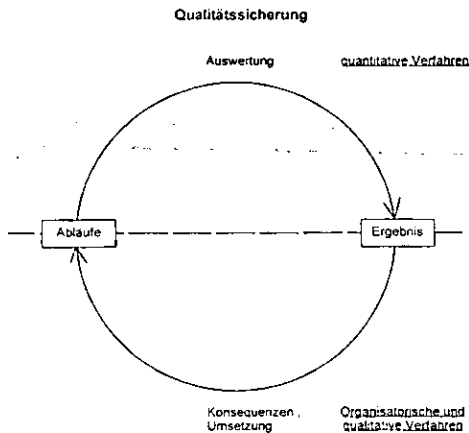 Qualitätssicherung
Auswertung quantitative Verfahren
Abläufe Ergebnis
Konsequenzen, Organisatorische und
Umsetzung qualitative Verfahren